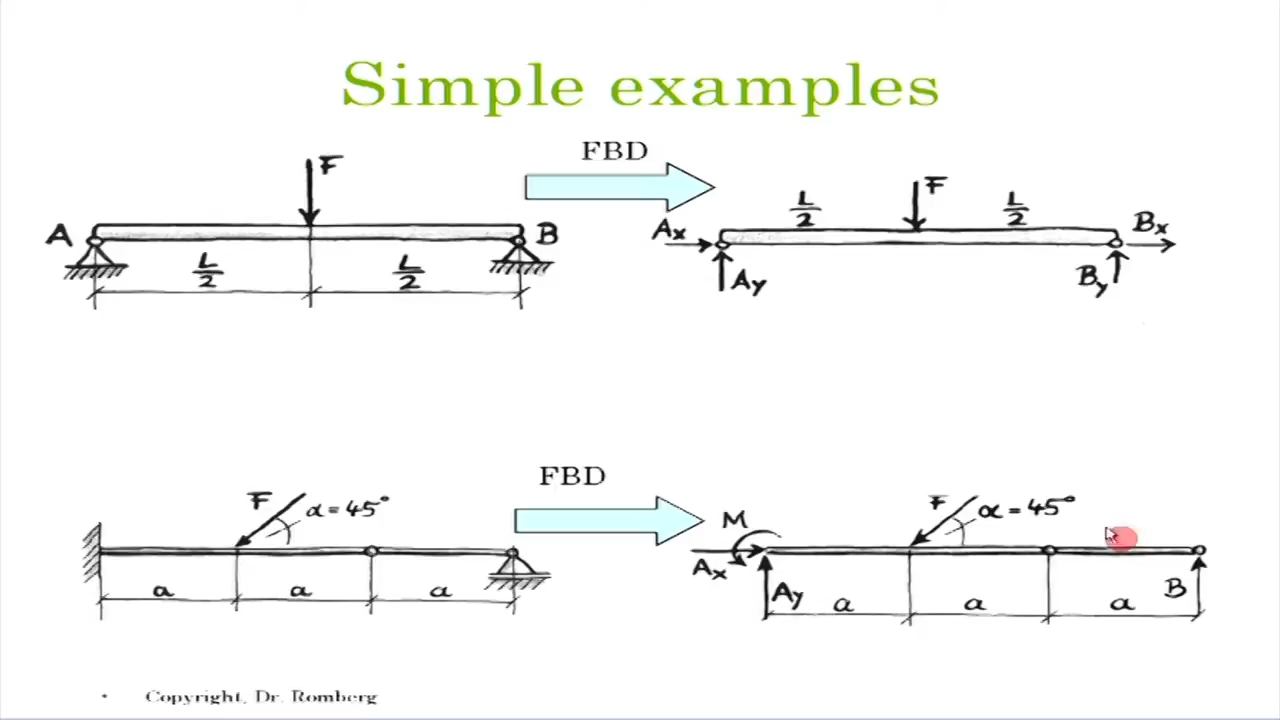 Simple examples
FBD
F
A
B
L/2
L/2
F
L/2
L/2
Ax
Ay
Bx
By
FBD
F
α = 45°
a
a
a
M
F
α = 45°
Ax
Ay
B
a
a
a
• Copyright, Dr. Romberg